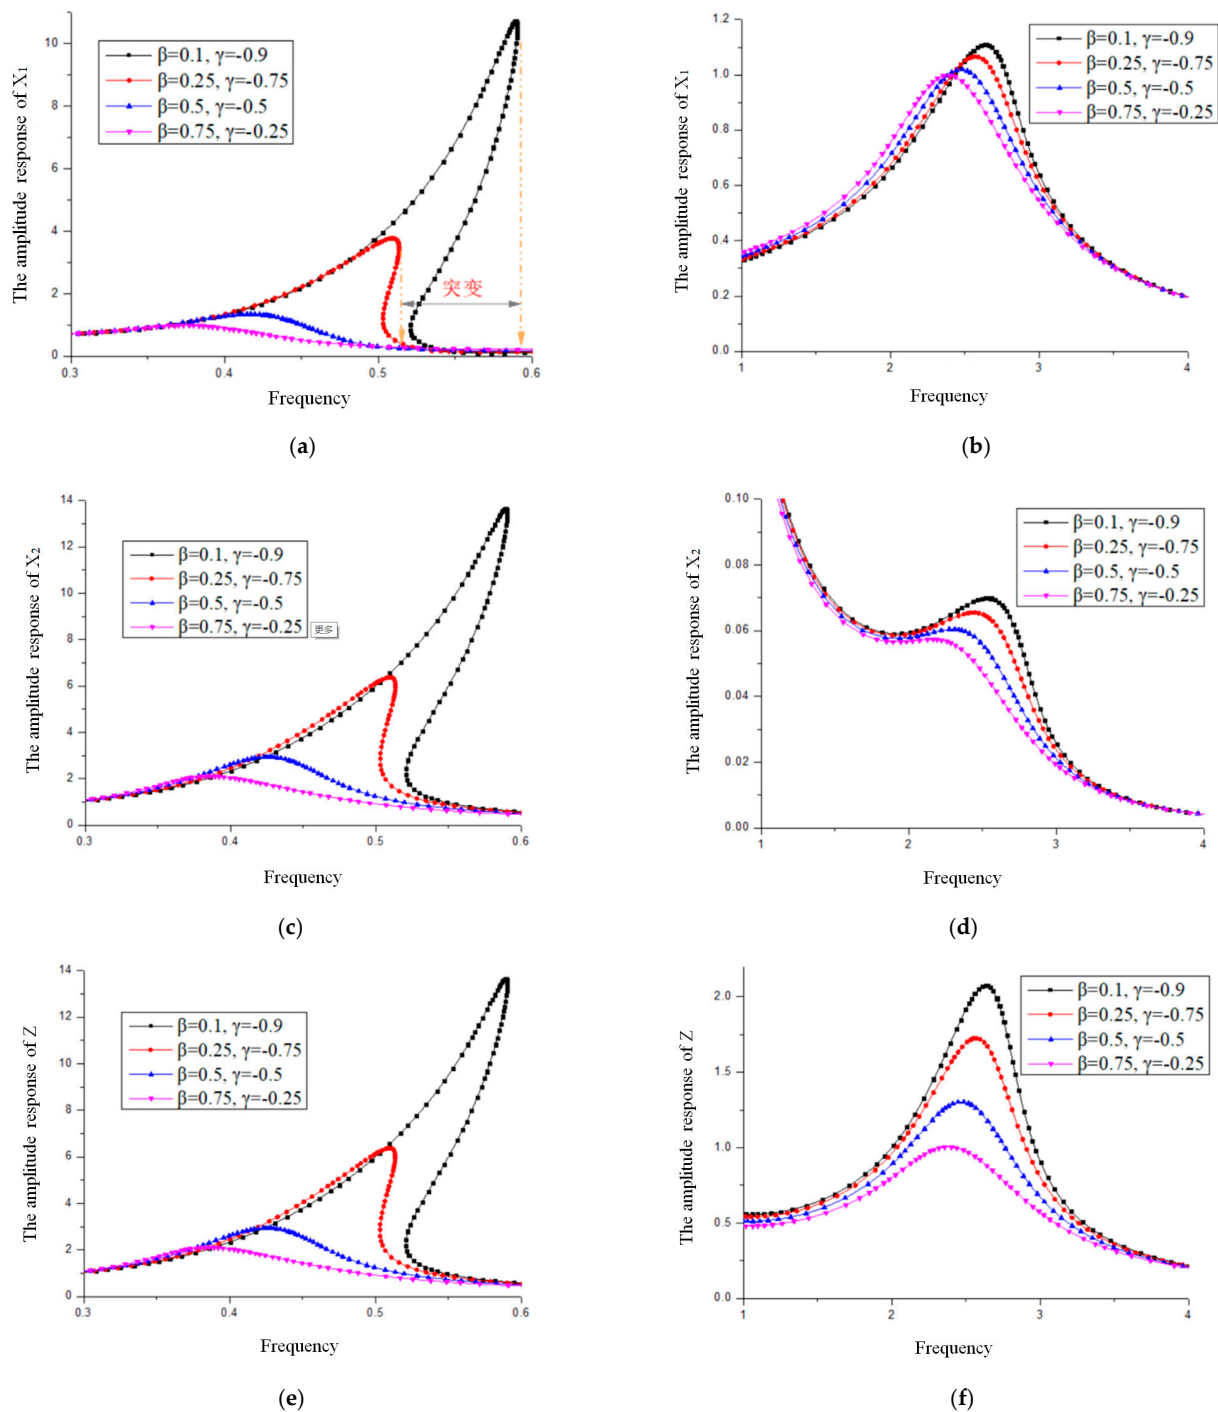 The amplitude response of X1
10
8
6
4
2
0
β=0.1, γ=-0.9
β=0.25, γ=-0.75
β=0.5, γ=-0.5
β=0.75, γ=-0.25
突变
0.3 0.4 0.5 0.6
Frequency
(a)
The amplitude response of X1
1.2
1.0
0.8
0.6
0.4
0.2
0.0
β=0.1, γ=-0.9
β=0.25, γ=-0.75
β=0.5, γ=-0.5
β=0.75, γ=-0.25
1 2 3 4
Frequency
(b)
The amplitude response of X2
14
12
10
8
6
4
2
0
β=0.1, γ=-0.9
β=0.25, γ=-0.75
β=0.5, γ=-0.5
β=0.75, γ=-0.25
更多
0.3 0.4 0.5 0.6
Frequency
(c)
The amplitude response of X2
0.10
0.08
0.06
0.04
0.02
0.00
β=0.1, γ=-0.9
β=0.25, γ=-0.75
β=0.5, γ=-0.5
β=0.75, γ=-0.25
1 2 3 4
Frequency
(d)
The amplitude response of Z
14
12
10
8
6
4
2
0
β=0.1, γ=-0.9
β=0.25, γ=-0.75
β=0.5, γ=-0.5
β=0.75, γ=-0.25
0.3 0.4 0.5 0.6
Frequency
(e)
The amplitude response of Z
2.0
1.5
1.0
0.5
0.0
β=0.1, γ=-0.9
β=0.25, γ=-0.75
β=0.5, γ=-0.5
β=0.75, γ=-0.25
1 2 3 4
Frequency
(f)